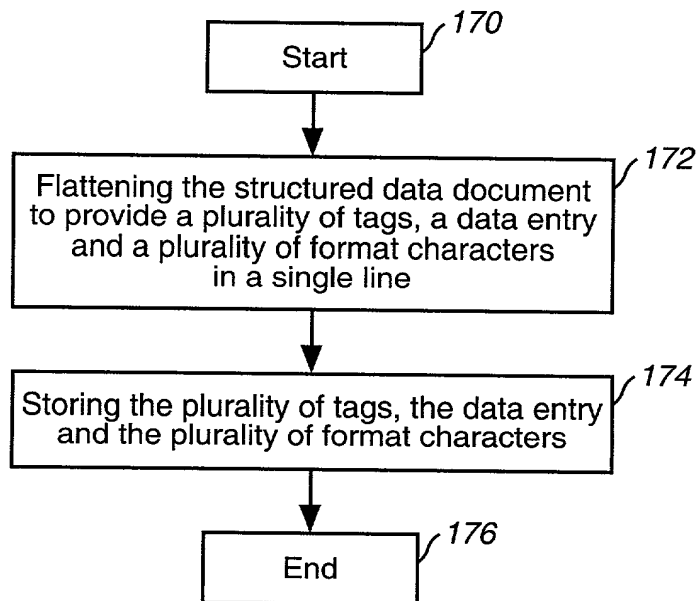 170
Start
172
Flattening the structured data document
to provide a plurality of tags, a data entry
and a plurality of format characters
in a single line
174
Storing the plurality of tags, the data entry
and the plurality of format characters
176
End